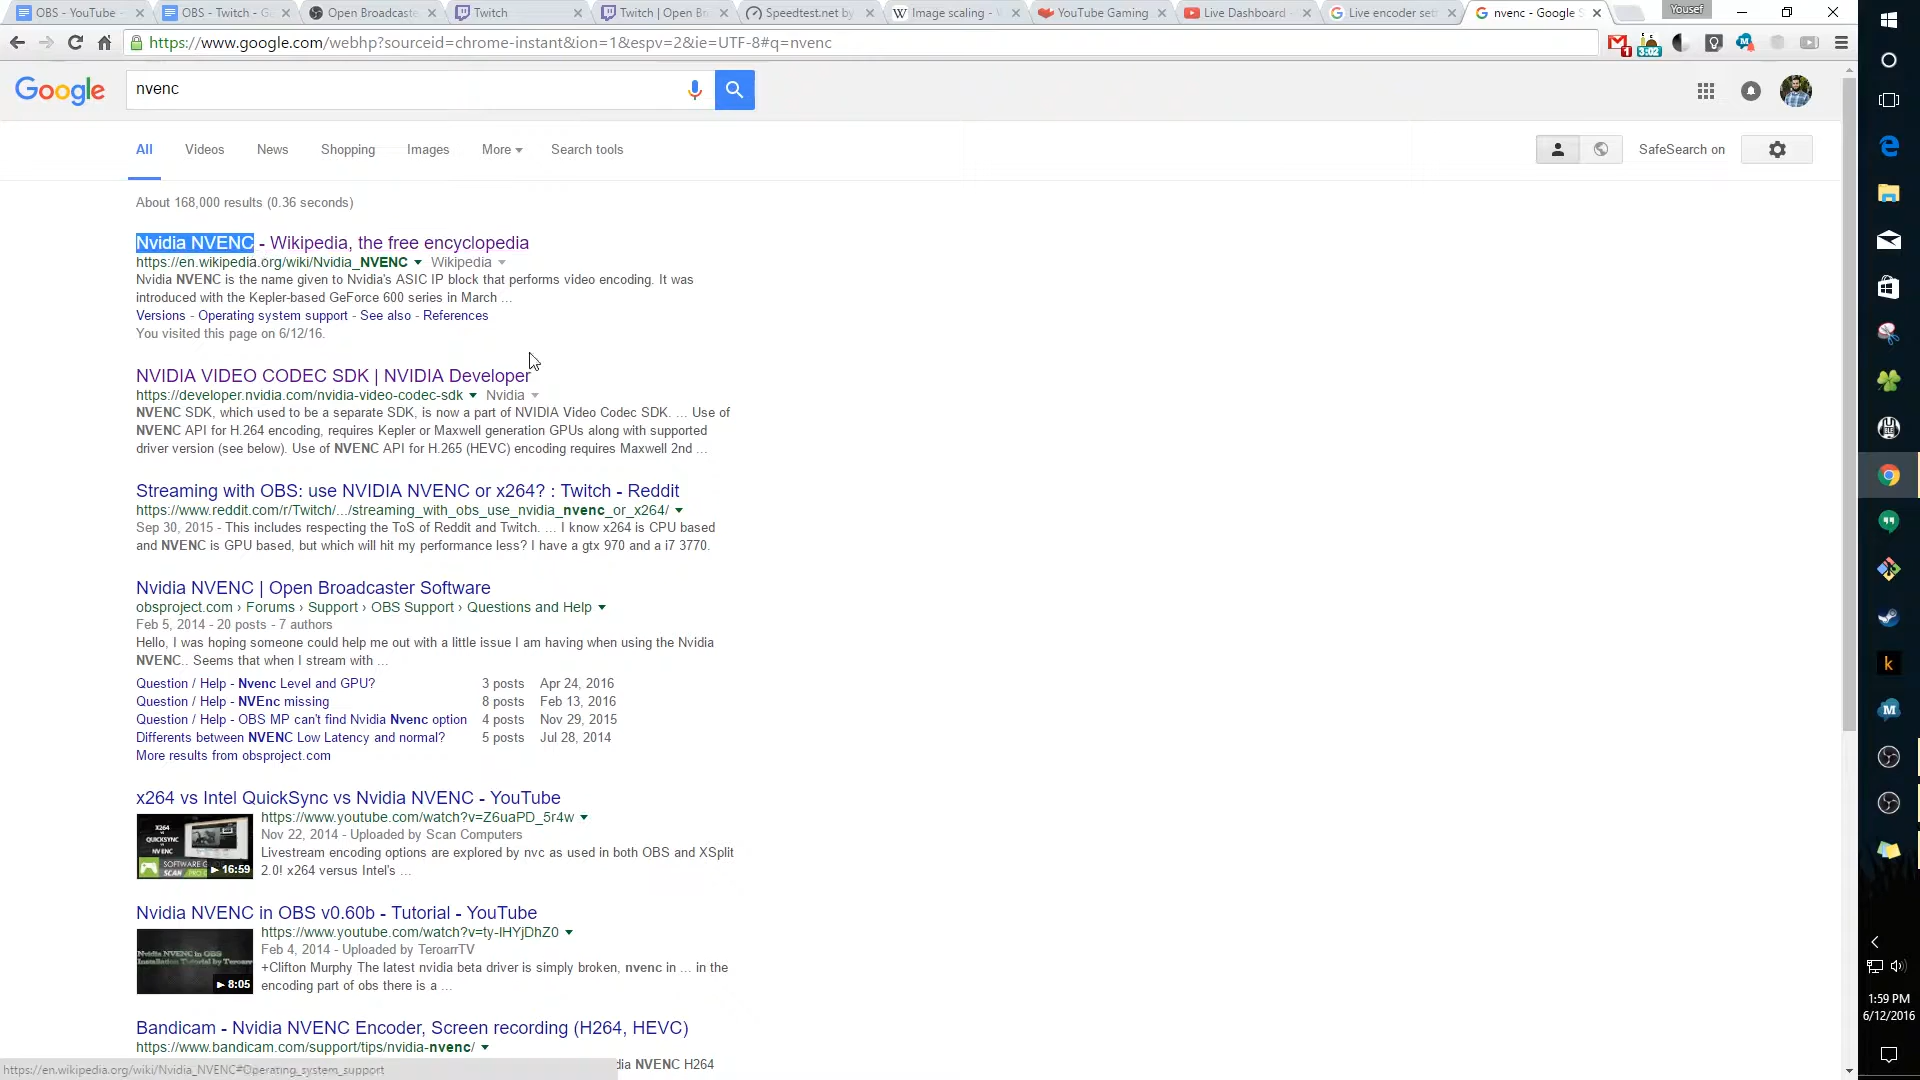 OBS - YouTube -
OBS - Twitch - G
Open Broadcaste
Twitch
Twitch | Open B
Speedtest.net by
Image scaling -
YouTube Gaming
Live Dashboard
Live encoder set
nvenc - Google S
Yousef
https://www.google.com/webhp?sourceid=chrome-instant&ion=1&espv=2&ie=UTF-8#q=nvenc
Google
nvenc
All
Videos
News
Shopping
Images
More
Search tools
SafeSearch on
About 168,000 results (0.36 seconds)
Nvidia NVENC - Wikipedia, the free encyclopedia
https://en.wikipedia.org/wiki/Nvidia_NVENC Wikipedia
Nvidia NVENC is the name given to Nvidia's ASIC IP block that performs video encoding. It was
introduced with the Kepler-based GeForce 600 series in March ...
Versions - Operating system support - See also - References
You visited this page on 6/12/16.
NVIDIA VIDEO CODEC SDK | NVIDIA Developer
https://developer.nvidia.com/nvidia-video-codec-sdk Nvidia
NVENC SDK, which used to be a separate SDK, is now a part of NVIDIA Video Codec SDK. ... Use of
NVENC API for H.264 encoding, requires Kepler or Maxwell generation GPUs along with supported
driver version (see below). Use of NVENC API for H.265 (HEVC) encoding requires Maxwell 2nd ...
Streaming with OBS: use NVIDIA NVENC or x264? : Twitch - Reddit
https://www.reddit.com/r/Twitch/.../streaming_with_obs_use_nvidia_nvenc_or_x264/
Sep 30, 2015 - This includes respecting the ToS of Reddit and Twitch. ... I know x264 is CPU based
and NVENC is GPU based, but which will hit my performance less? I have a gtx 970 and a i7 3770.
Nvidia NVENC | Open Broadcaster Software
obsproject.com › Forums › Support › OBS Support › Questions and Help
Feb 5, 2014 - 20 posts - 7 authors
Hello, I was hoping someone could help me out with a little issue I am having when using the Nvidia
NVENC.. Seems that when I stream with ...
Question / Help - Nvenc Level and GPU? 3 posts Apr 24, 2016
Question / Help - NVEnc missing 8 posts Feb 13, 2016
Question / Help - OBS MP can't find Nvidia Nvenc option 4 posts Nov 29, 2015
Differents between NVENC Low Latency and normal? 5 posts Jul 28, 2014
More results from obsproject.com
x264 vs Intel QuickSync vs Nvidia NVENC - YouTube
https://www.youtube.com/watch?v=Z6uaPD_5r4w
Nov 22, 2014 - Uploaded by Scan Computers
Livestream encoding options are explored by nvc as used in both OBS and XSplit
2.0! x264 versus Intel's ...
X264
QUICKSYNC
NV ENC
16:59
Nvidia NVENC in OBS v0.60b - Tutorial - YouTube
https://www.youtube.com/watch?v=ty-IHYjDhZ0
Feb 4, 2014 - Uploaded by TeroarrTV
+Clifton Murphy The latest nvidia beta driver is simply broken, nvenc in ... in the
encoding part of obs there is a ...
Nvidia NVENC in OBS
Installation Tutorial by Teroarr
8:05
Bandicam - Nvidia NVENC Encoder, Screen recording (H264, HEVC)
https://www.bandicam.com/support/tips/nvidia-nvenc/
dia NVENC H264
https://en.wikipedia.org/wiki/Nvidia_NVENC#Operating_system_support
1:59 PM
6/12/2016